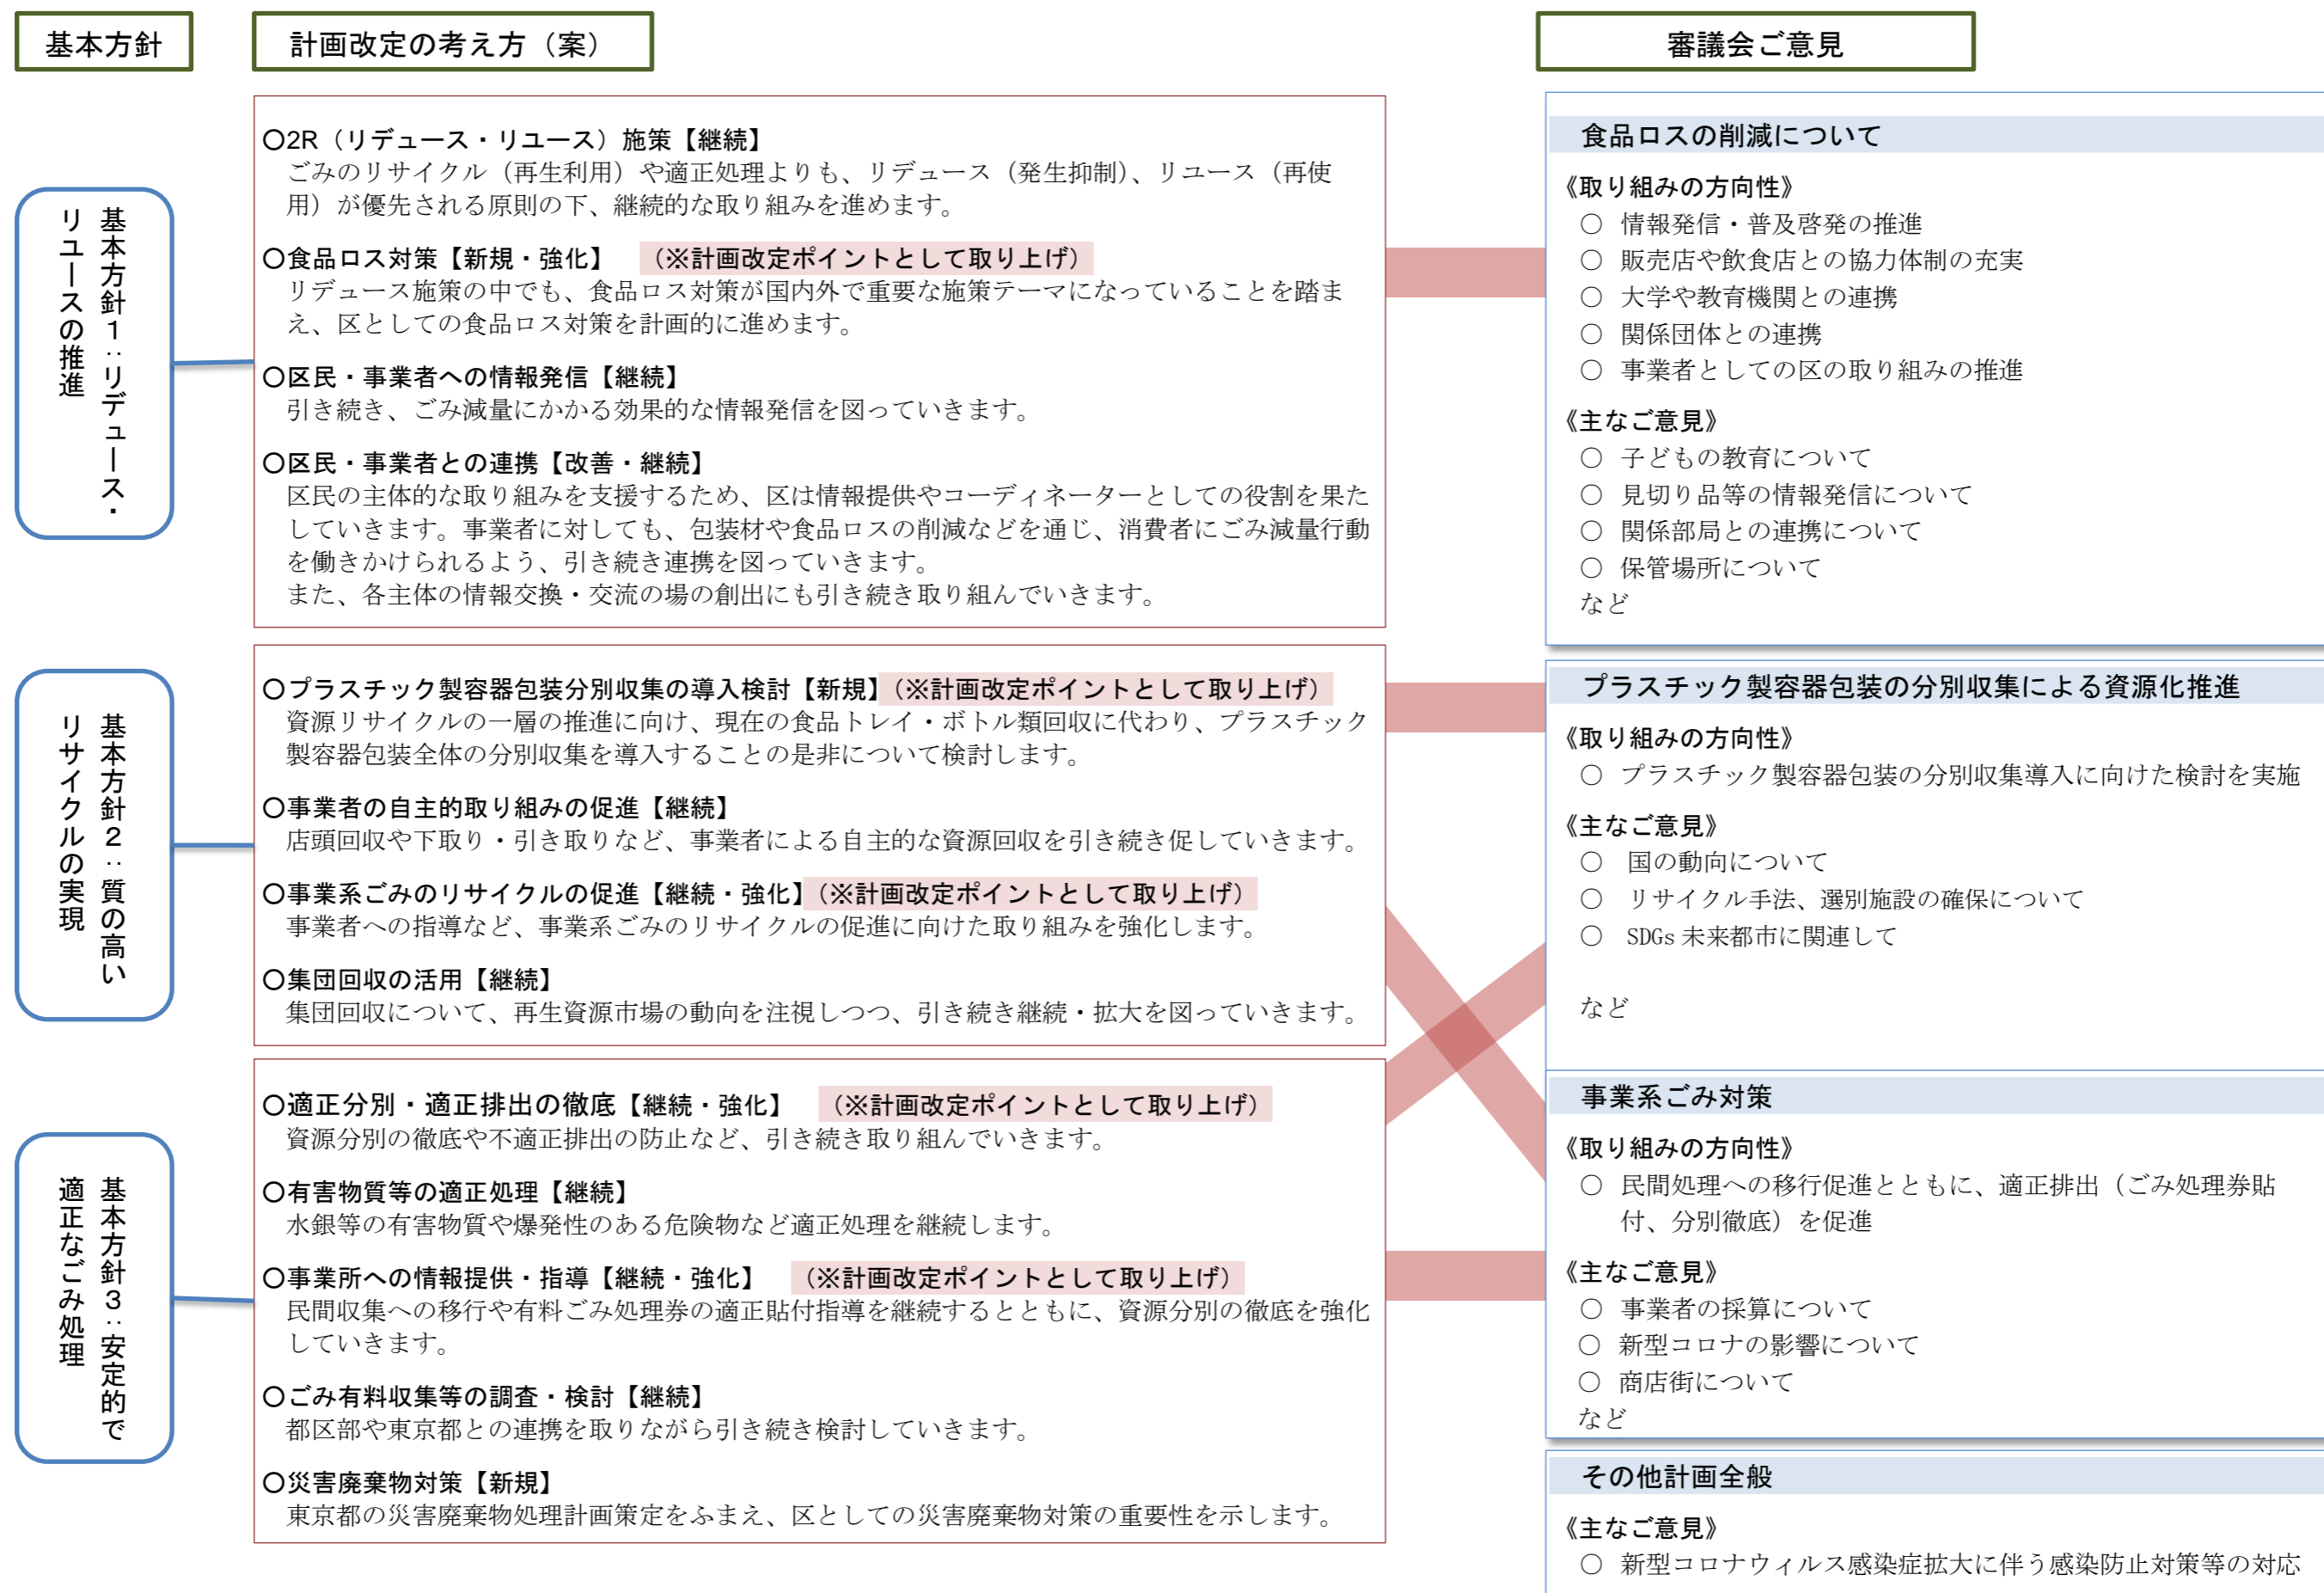 基本方針
計画改定の考え方（案）
審議会ご意見
基本方針１：リデュース・
リユースの推進
〇2R（リデュース・リユース）施策【継続】
ごみのリサイクル（再生利用）や適正処理よりも、リデュース（発生抑制）、リユース（再使
用）が優先される原則の下、継続的な取り組みを進めます。
〇食品ロス対策【新規・強化】　（※計画改定ポイントとして取り上げ）
リデュース施策の中でも、食品ロス対策が国内外で重要な施策テーマになっていることを踏ま
え、区としての食品ロス対策を計画的に進めます。
〇区民・事業者への情報発信【継続】
引き続き、ごみ減量にかかる効果的な情報発信を図っていきます。
〇区民・事業者との連携【改善・継続】
区民の主体的な取り組みを支援するため、区は情報提供やコーディネーターとしての役割を果た
していきます。事業者に対しても、包装材や食品ロスの削減などを通じ、消費者にごみ減量行動
を働きかけられるよう、引き続き連携を図っていきます。
また、各主体の情報交換・交流の場の創出にも引き続き取り組んでいきます。
食品ロスの削減について
《取り組みの方向性》
○ 情報発信・普及啓発の推進
○ 販売店や飲食店との協力体制の充実
○ 大学や教育機関との連携
○ 関係団体との連携
○ 事業者としての区の取り組みの推進
《主なご意見》
○ 子どもの教育について
○ 見切り品等の情報発信について
○ 関係部局との連携について
○ 保管場所について
など
基本方針２：質の高い
リサイクルの実現
〇プラスチック製容器包装分別収集の導入検討【新規】（※計画改定ポイントとして取り上げ）
資源リサイクルの一層の推進に向け、現在の食品トレイ・ボトル類回収に代わり、プラスチック
製容器包装全体の分別収集を導入することの是非について検討します。
〇事業者の自主的取り組みの促進【継続】
店頭回収や下取り・引き取りなど、事業者による自主的な資源回収を引き続き促していきます。
〇事業系ごみのリサイクルの促進【継続・強化】（※計画改定ポイントとして取り上げ）
事業者への指導など、事業系ごみのリサイクルの促進に向けた取り組みを強化します。
〇集団回収の活用【継続】
集団回収について、再生資源市場の動向を注視しつつ、引き続き継続・拡大を図っていきます。
プラスチック製容器包装の分別収集による資源化推進
《取り組みの方向性》
○ プラスチック製容器包装の分別収集導入に向けた検討を実施
《主なご意見》
○ 国の動向について
○ リサイクル手法、選別施設の確保について
○ SDGs 未来都市に関連して
など
基本方針３：安定的で
適正なごみ処理
〇適正分別・適正排出の徹底【継続・強化】　（※計画改定ポイントとして取り上げ）
資源分別の徹底や不適正排出の防止など、引き続き取り組んでいきます。
〇有害物質等の適正処理【継続】
水銀等の有害物質や爆発性のある危険物など適正処理を継続します。
〇事業所への情報提供・指導【継続・強化】　（※計画改定ポイントとして取り上げ）
民間収集への移行や有料ごみ処理券の適正貼付指導を継続するとともに、資源分別の徹底を強化
していきます。
〇ごみ有料収集等の調査・検討【継続】
都区部や東京都との連携を取りながら引き続き検討していきます。
〇災害廃棄物対策【新規】
東京都の災害廃棄物処理計画策定をふまえ、区としての災害廃棄物対策の重要性を示します。
事業系ごみ対策
《取り組みの方向性》
○ 民間処理への移行促進とともに、適正排出（ごみ処理券貼
付、分別徹底）を促進
《主なご意見》
○ 事業者の採算について
○ 新型コロナの影響について
○ 商店街について
など
その他計画全般
《主なご意見》
○ 新型コロナウィルス感染症拡大に伴う感染防止対策等の対応